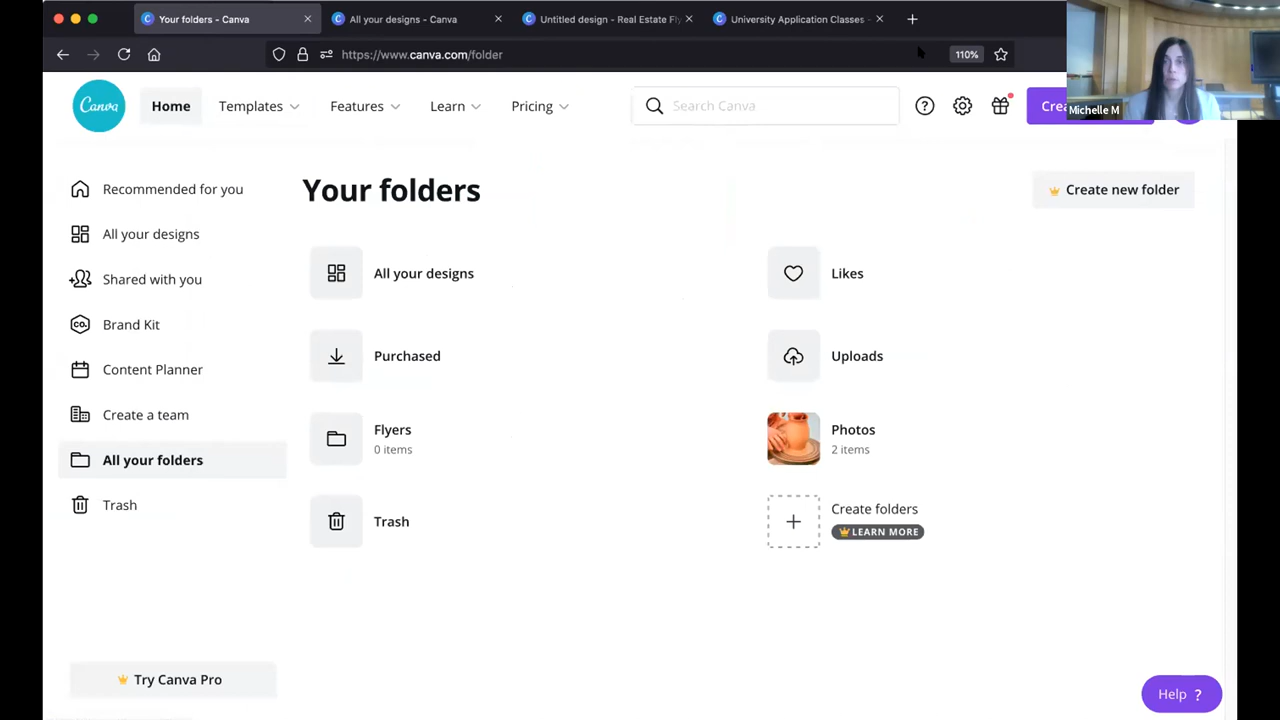 Your folders - Canva
All your designs - Canva
Untitled design - Real Estate Fly
University Application Classes -
https://www.canva.com/folder
110%
Michelle M
Canva
Home
Templates
Features
Learn
Pricing
Search Canva
Crea
Recommended for you
All your designs
Shared with you
Brand Kit
Content Planner
Create a team
All your folders
Trash
Try Canva Pro
Your folders
Create new folder
All your designs
Likes
Purchased
Uploads
Flyers
0 items
Photos
2 items
Trash
Create folders
LEARN MORE
CO.
Help ?